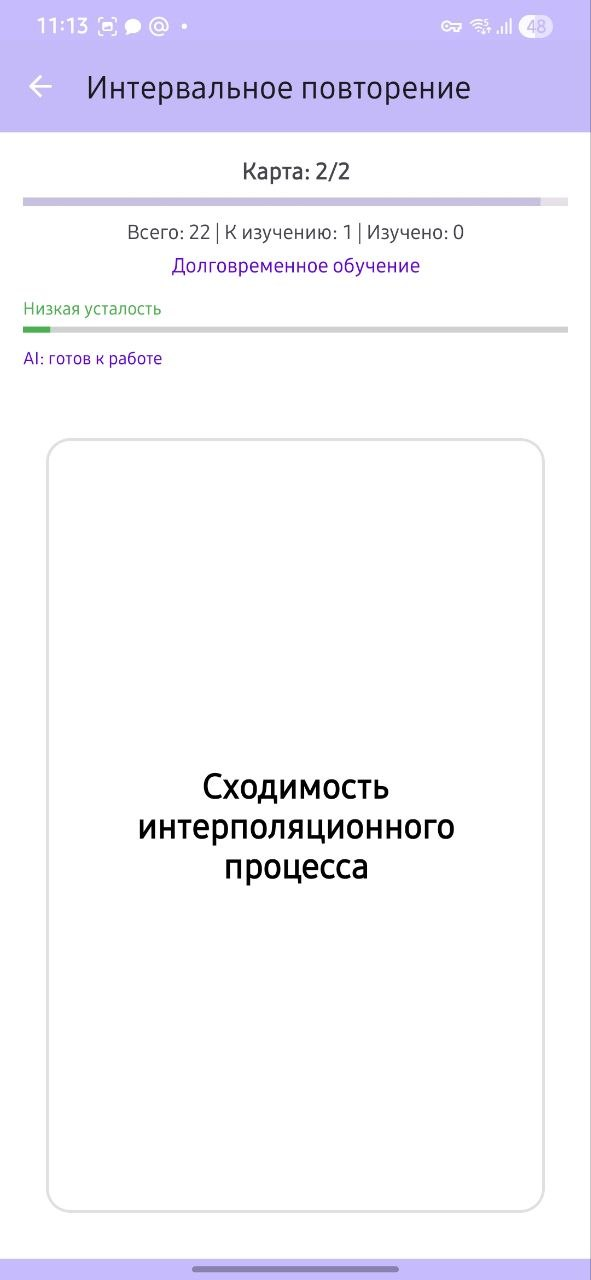 11:13
48
Интервальное повторение
Карта: 2/2
Всего: 22 | К изучению: 1 | Изучено: 0
Долговременное обучение
Низкая усталость
AI: готов к работе
Сходимость
интерполяционного
процесса